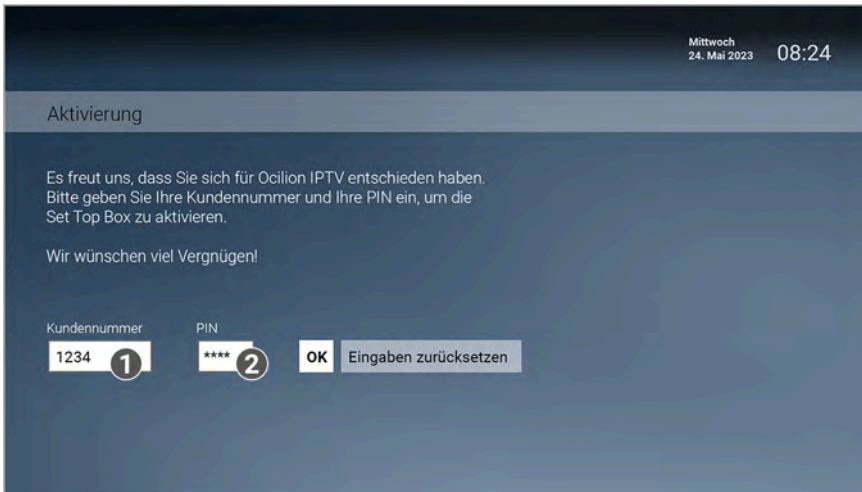 Mittwoch
24. Mai 2023
08:24
Aktivierung
Es freut uns, dass Sie sich für Ocilion IPTV entschieden haben.
Bitte geben Sie Ihre Kundennummer und Ihre PIN ein, um die
Set Top Box zu aktivieren.
Wir wünschen viel Vergnügen!
Kundennummer PIN
1234 1 **** 2 OK Eingaben zurücksetzen